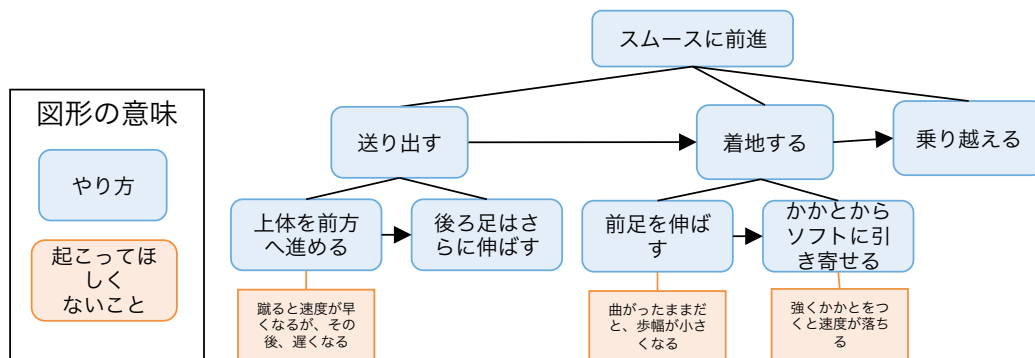 スムースに前進
図形の意味
やり方
起こってほ
しく
ないこと
送り出す
着地する
乗り越える
上体を前方
へ進める
後ろ足はさ
らに伸ばす
前足を伸ば
す
かかとから
ソフトに引
き寄せる
蹴ると速度が早
くなるが、その
後、遅くなる
曲がったままだ
と、歩幅が小さ
くなる
強くかかとをつ
くと速度が落ち
る